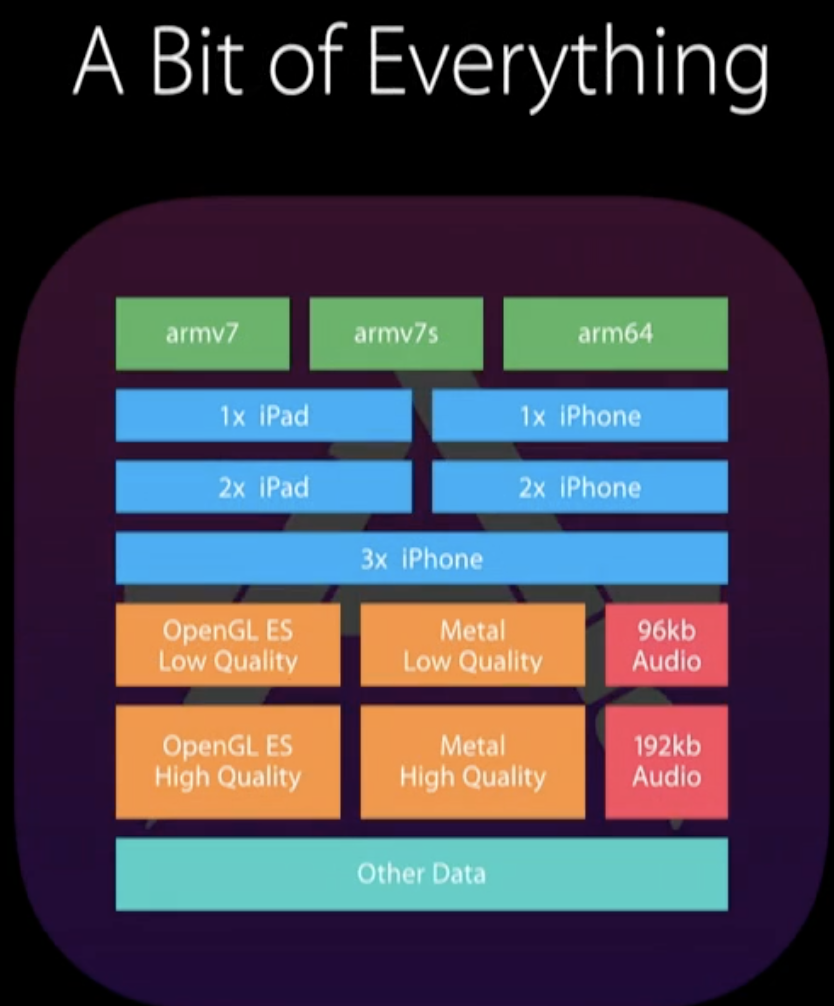 A Bit of Everything
armv7
armv7s
arm64
1x iPad
1x iPhone
2x iPad
2x iPhone
3x iPhone
OpenGL ES
Low Quality
Metal
Low Quality
96kb
Audio
OpenGL ES
High Quality
Metal
High Quality
192kb
Audio
Other Data